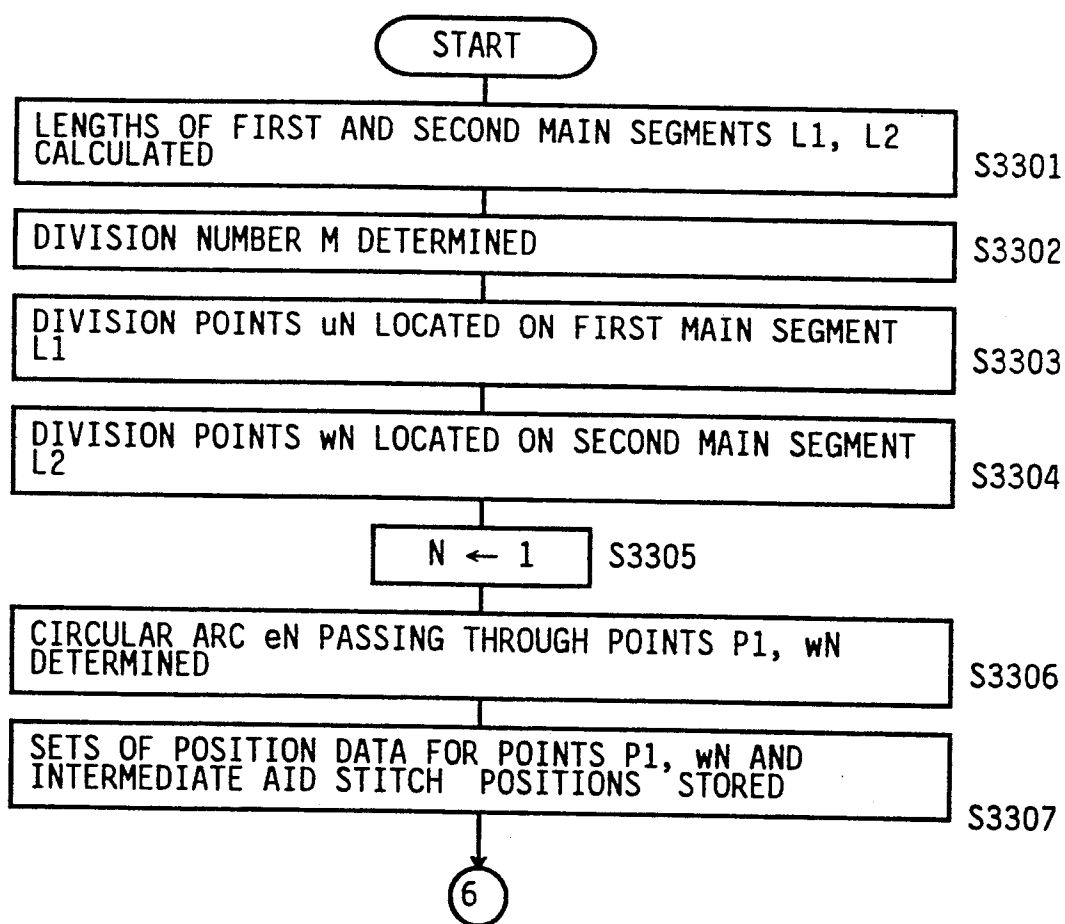 START
LENGTHS OF FIRST AND SECOND MAIN SEGMENTS L1, L2
CALCULATED
S3301
DIVISION NUMBER M DETERMINED
S3302
DIVISION POINTS uN LOCATED ON FIRST MAIN SEGMENT
L1
S3303
DIVISION POINTS wN LOCATED ON SECOND MAIN SEGMENT
L2
S3304
N ← 1
S3305
CIRCULAR ARC eN PASSING THROUGH POINTS P1, wN
DETERMINED
S3306
SETS OF POSITION DATA FOR POINTS P1, wN AND
INTERMEDIATE AID STITCH POSITIONS STORED
S3307
6